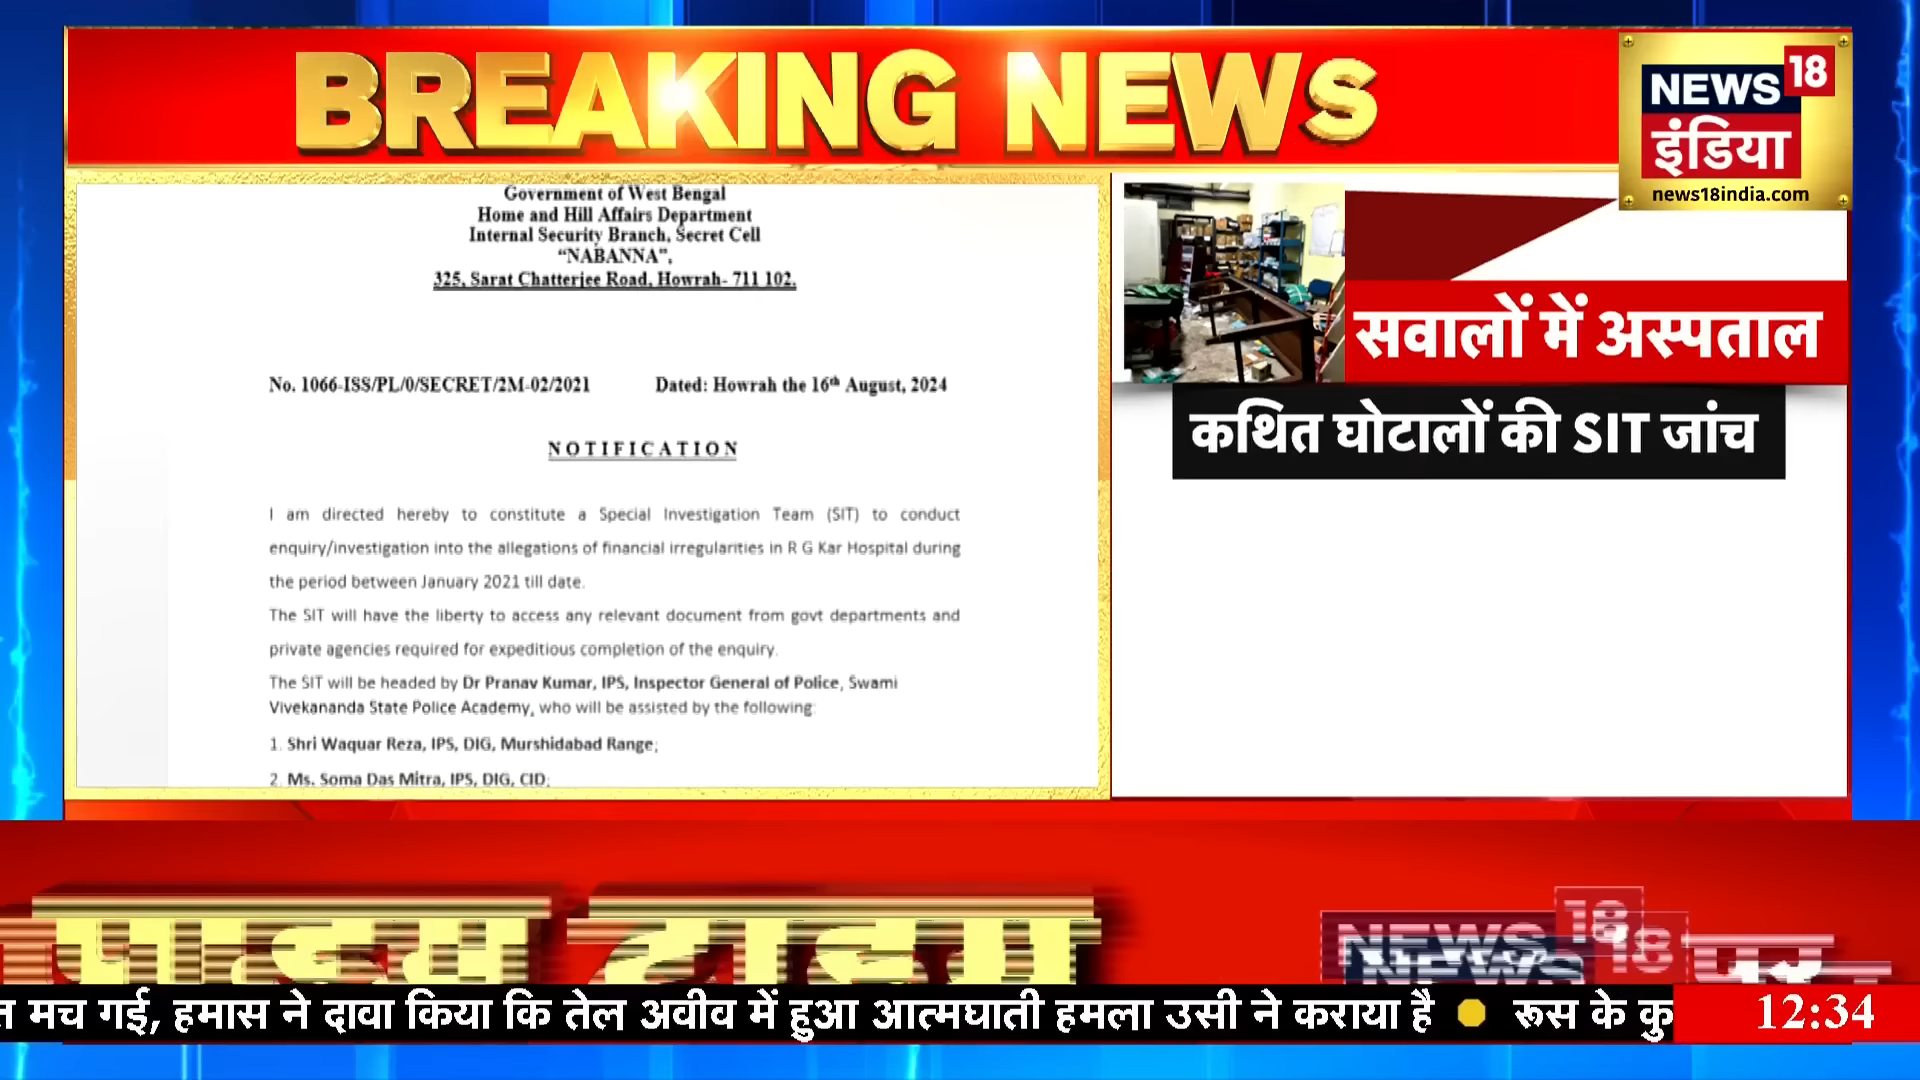 BREAKING NEWS
NEWS 18
इंडिया
news18india.com
Government of West Bengal
Home and Hill Affairs Department
Internal Security Branch, Secret Cell
“NABANNA”,
325, Sarat Chatterjee Road, Howrah- 711 102.
No. 1066-ISS/PL/0/SECRET/2M-02/2021 Dated: Howrah the 16th August, 2024
NOTIFICATION
I am directed hereby to constitute a Special Investigation Team (SIT) to conduct
enquiry/investigation into the allegations of financial irregularities in R G Kar Hospital during
the period between January 2021 till date.
The SIT will have the liberty to access any relevant document from govt departments and
private agencies required for expeditious completion of the enquiry.
The SIT will be headed by Dr Pranav Kumar, IPS, Inspector General of Police, Swami
Vivekananda State Police Academy, who will be assisted by the following:
1. Shri Waquar Reza, IPS, DIG, Murshidabad Range;
2. Ms. Soma Das Mitra, IPS, DIG, CID;
सवालों में अस्पताल
कथित घोटालों की SIT जांच
NEWS 18 पर
मच गई, हमास ने दावा किया कि तेल अवीव में हुआ आत्मघाती हमला उसी ने कराया है
रूस के कु
12:34